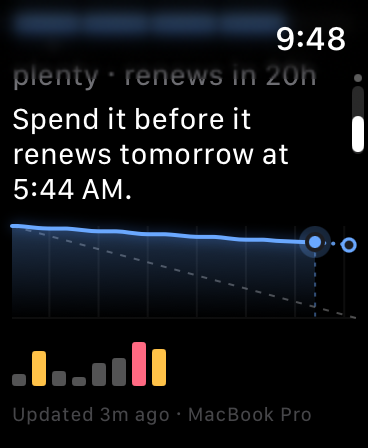 9:48
plenty · renews in 20h
Spend it before it
renews tomorrow at
5:44 AM.
Updated 3m ago · MacBook Pro